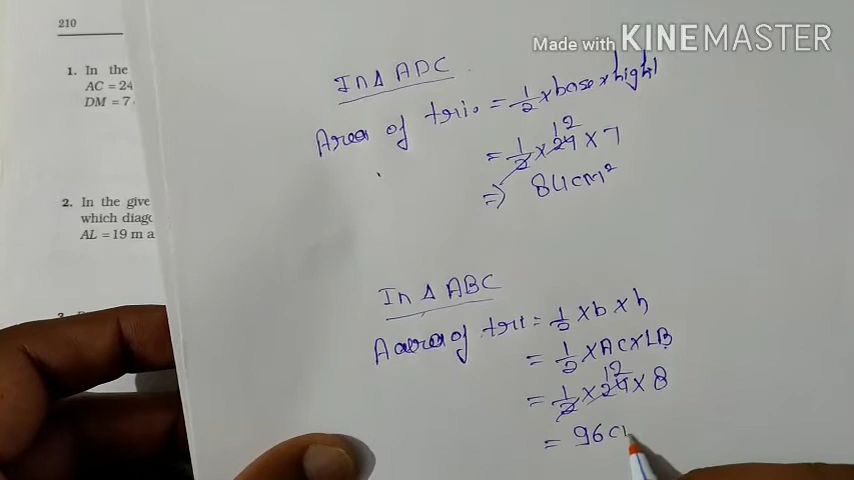 Made with KINEMASTER
210
1. In the
AC = 24
DM = 7
2. In the give
which diago
AL = 19 m a
In Δ ADC
Area of trio = 1/2 × base × hight
= 1/2 × 24 12 × 7
⇒ 84 cm²
In Δ ABC
Aarea of tri = 1/2 × b × h
= 1/2 × AC × LB
= 1/2 × 24 12 × 8
= 96 c